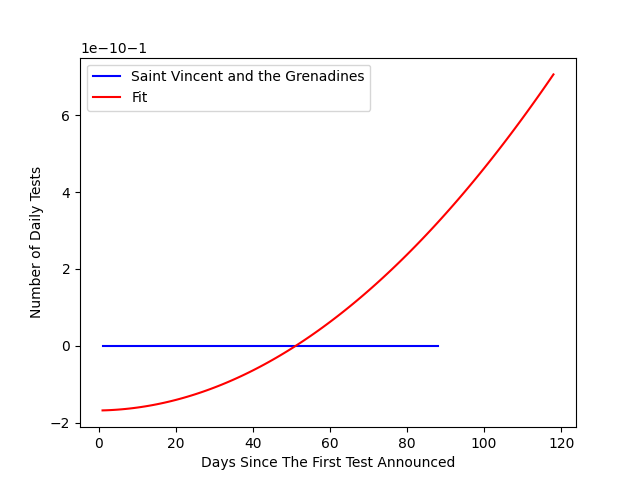 1e−10−1
Saint Vincent and the Grenadines
Fit
Number of Daily Tests
6
4
2
0
−2
0 20 40 60 80 100 120
Days Since The First Test Announced